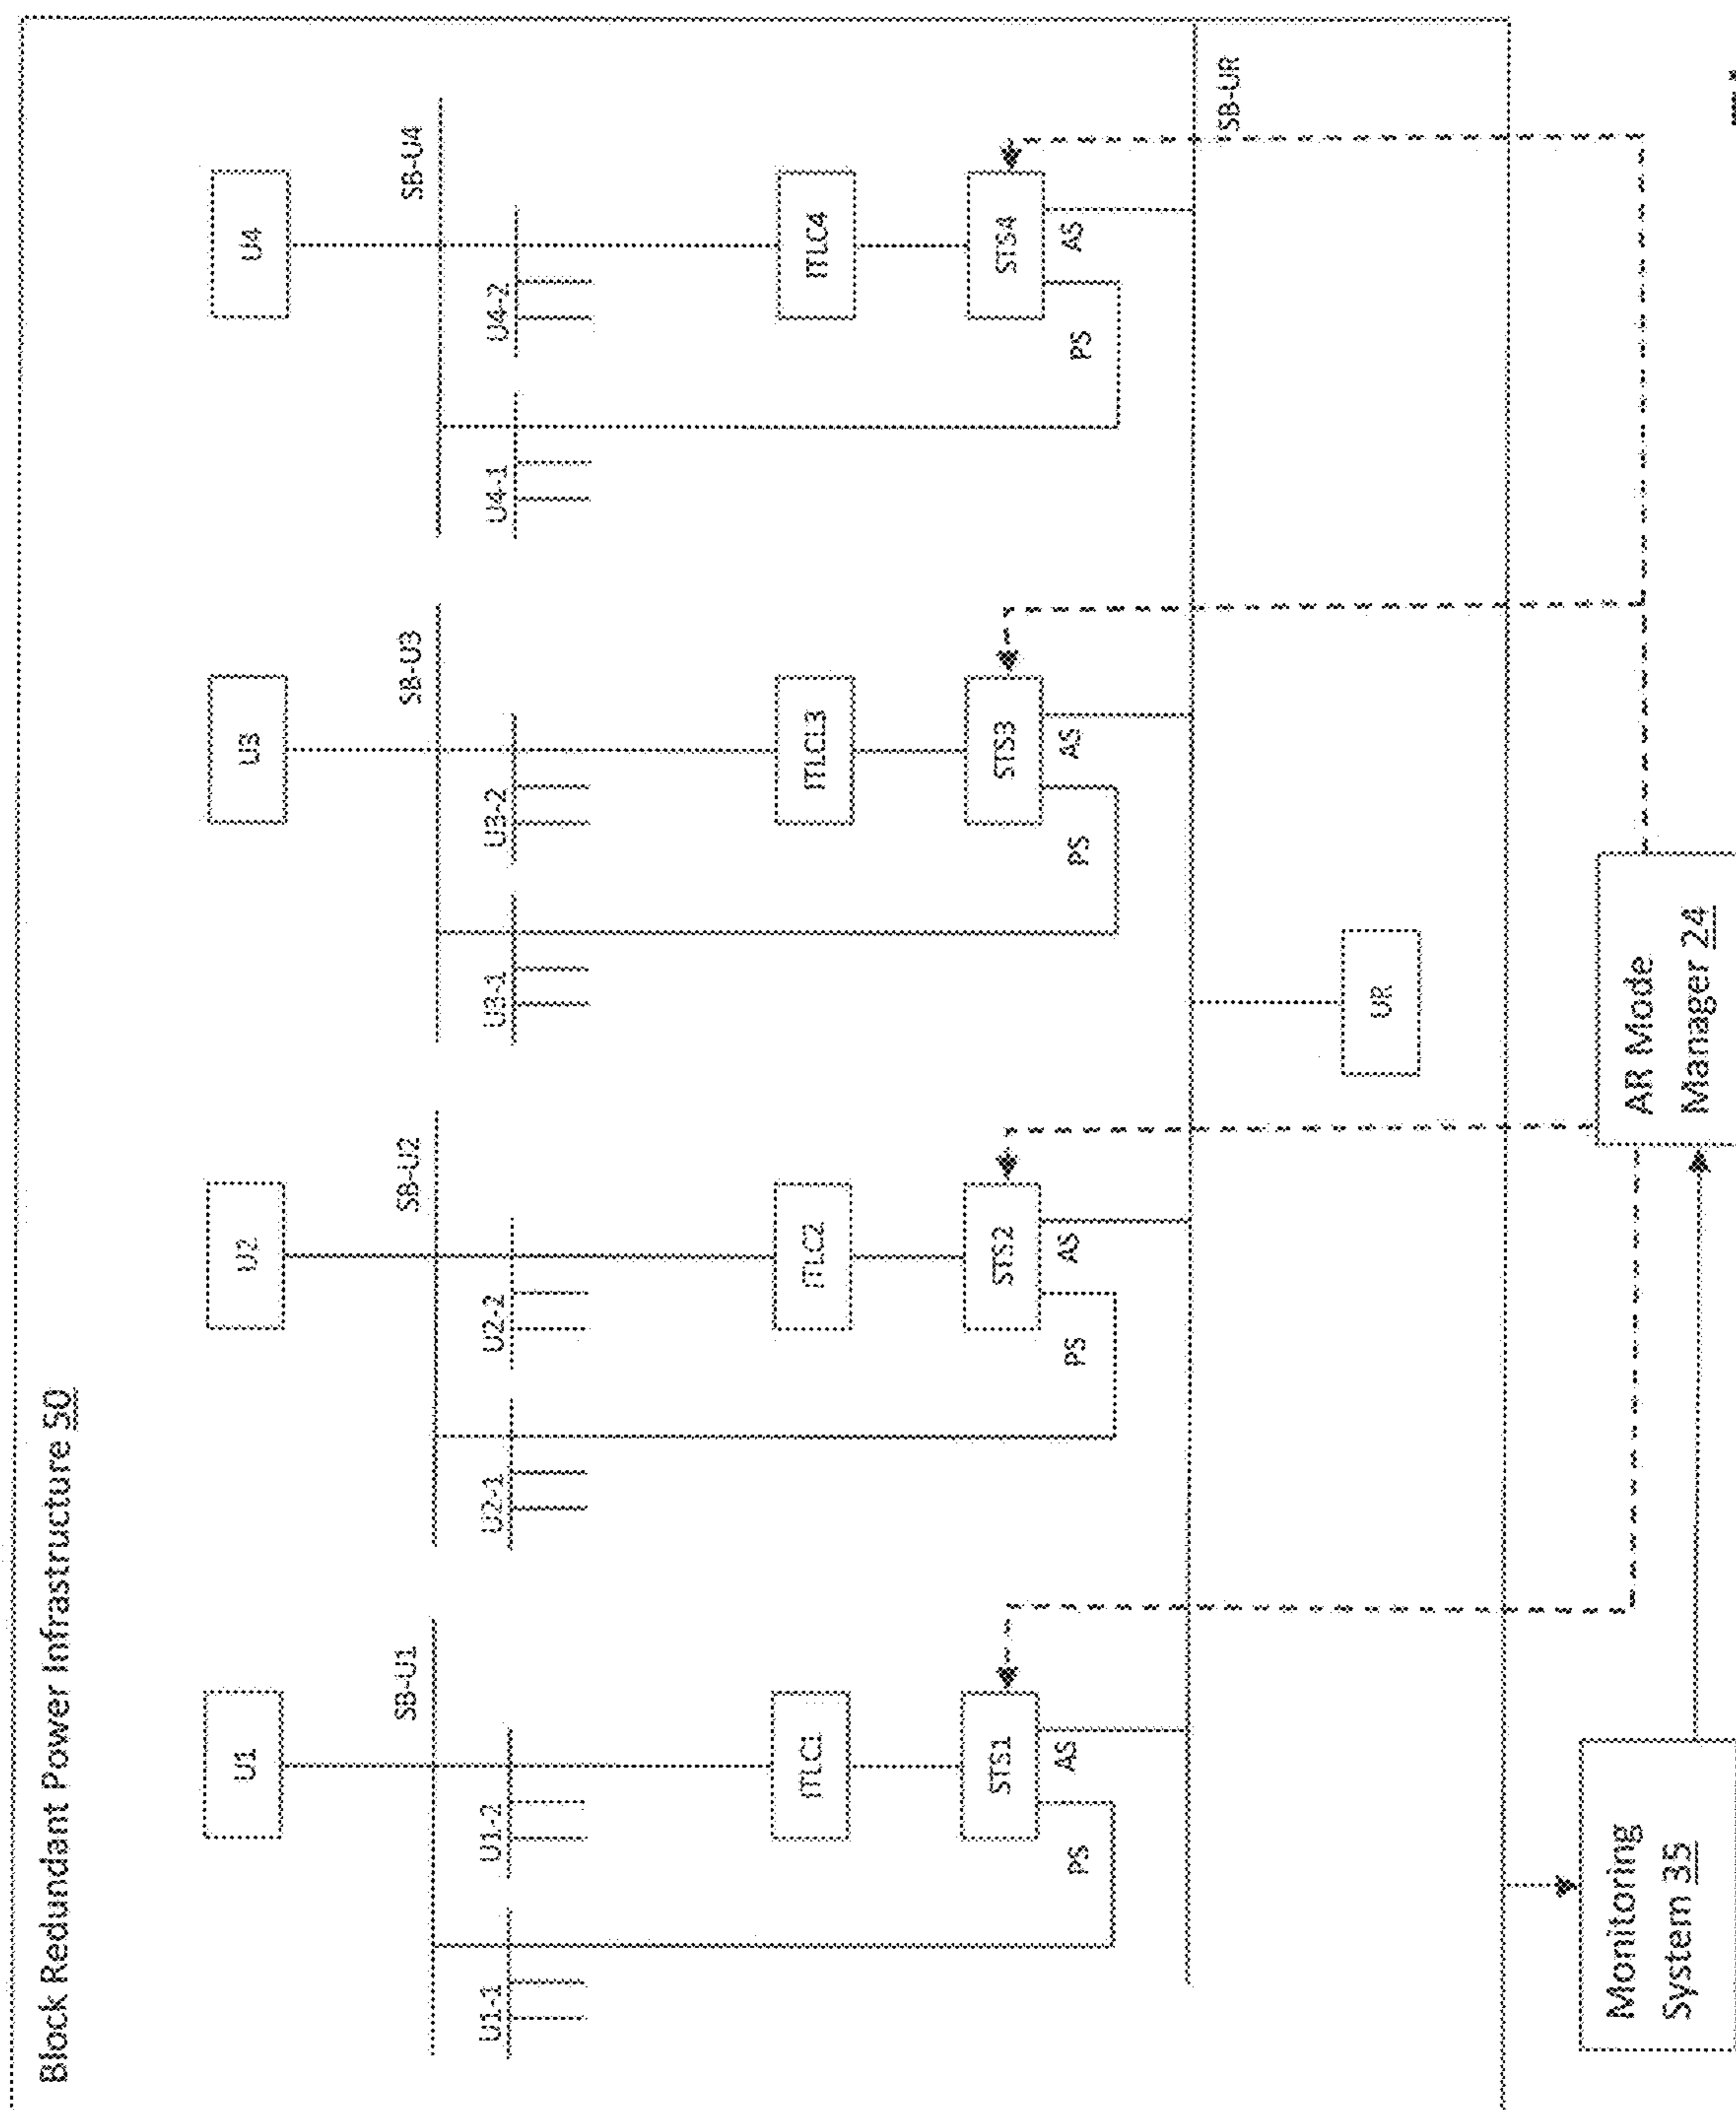 Block Redundant Power Infrastructure 50
U1
U2
U3
U4
SB-U1
SB-U2
SB-U3
SB-U4
U1-1
U1-2
U2-1
U2-2
U3-1
U3-2
U4-1
U4-2
ITLC1
ITLC2
ITLCL3
ITLC4
STS1
STS2
STS3
STS4
PS
AS
PS
AS
PS
AS
PS
AS
SB-UR
UR
Monitoring
System 35
AR Mode
Manager 24